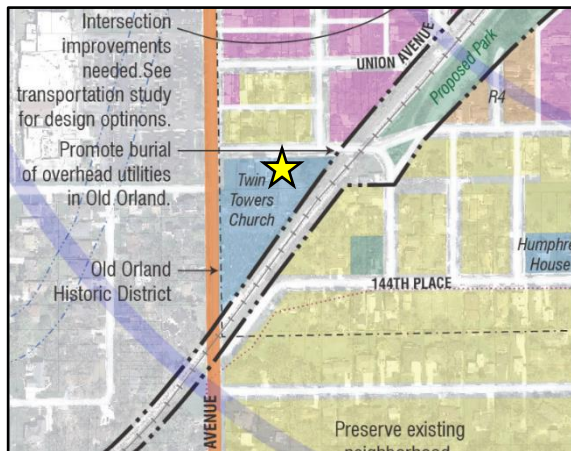 Intersection
improvements
needed.See
transportation study
for design optinons.
Promote burial
of overhead utilities
in Old Orland.
Old Orland
Historic District
UNION AVENUE
Proposed Park
R4
Twin
Towers
Church
Humphre
House
144TH PLACE
AVENUE
Preserve existing
neighborhood